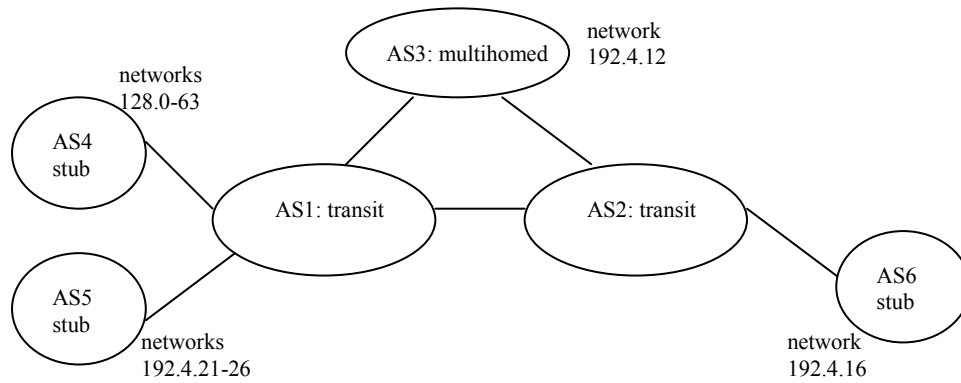 network
192.4.12
AS3: multihomed
networks
128.0-63
AS4
stub
AS1: transit
AS2: transit
AS5
stub
AS6
stub
networks
192.4.21-26
network
192.4.16